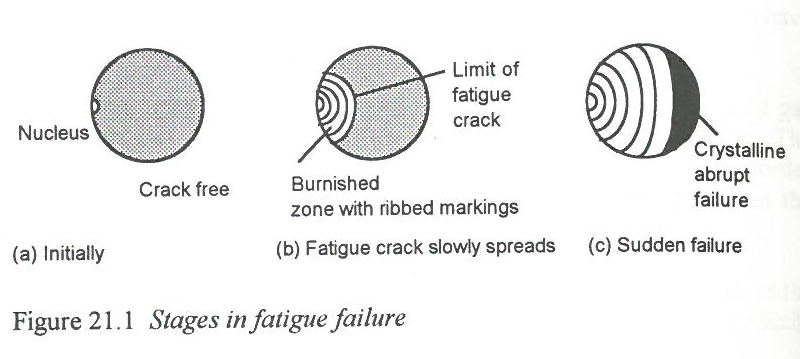 Nucleus
Crack free
(a) Initially
Limit of
fatigue
crack
Burnished
zone with ribbed markings
(b) Fatigue crack slowly spreads
Crystalline
abrupt
failure
(c) Sudden failure
Figure 21.1 Stages in fatigue failure